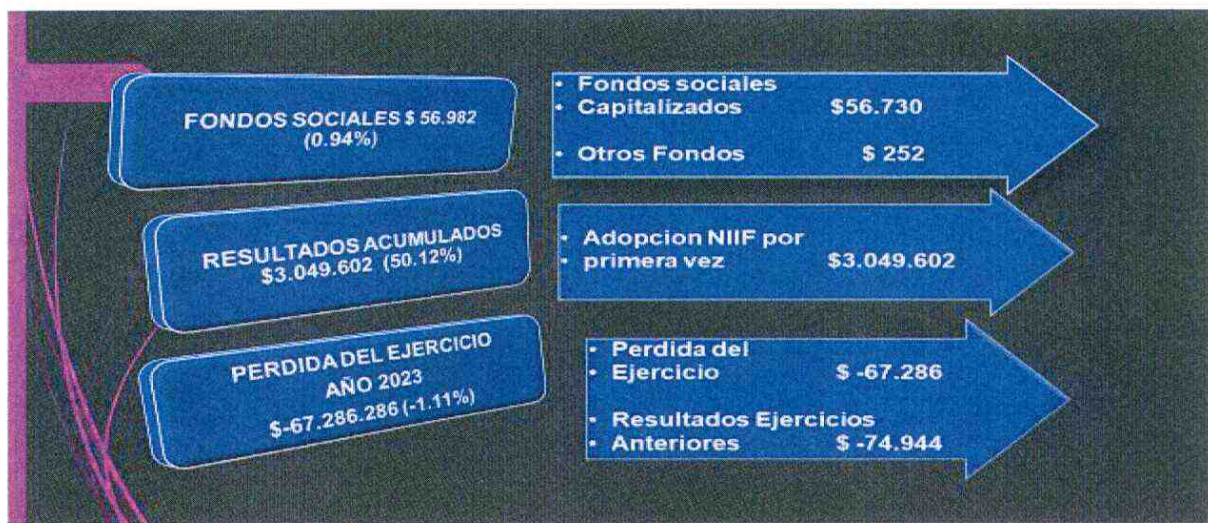 FONDOS SOCIALES $ 56.982
(0.94%)
• Fondos sociales
• Capitalizados $56.730
• Otros Fondos $ 252
RESULTADOS ACUMULADOS
$3.049.602 (50.12%)
• Adopcion NIIF por
• primera vez $3.049.602
PERDIDA DEL EJERCICIO
AÑO 2023
$-67.286.286 (-1.11%)
• Perdida del
• Ejercicio $ -67.286
• Resultados Ejercicios
• Anteriores $ -74.944